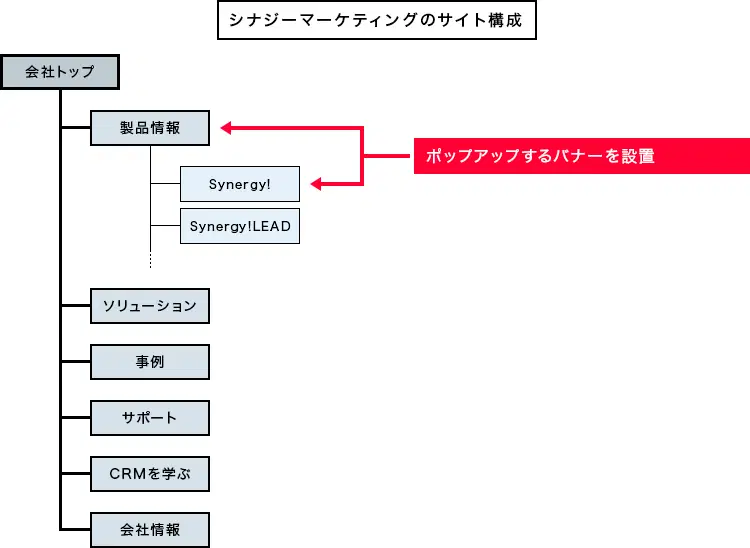 シナジーマーケティングのサイト構成
会社トップ
製品情報
ポップアップするバナーを設置
Synergy!
Synergy!LEAD
ソリューション
事例
サポート
CRMを学ぶ
会社情報